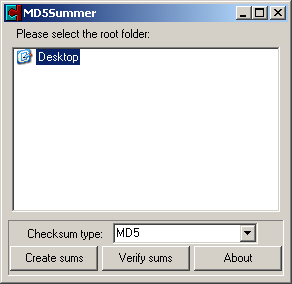 MD5Summer
Please select the root folder:
Desktop
Checksum type: MD5
Create sums Verify sums About